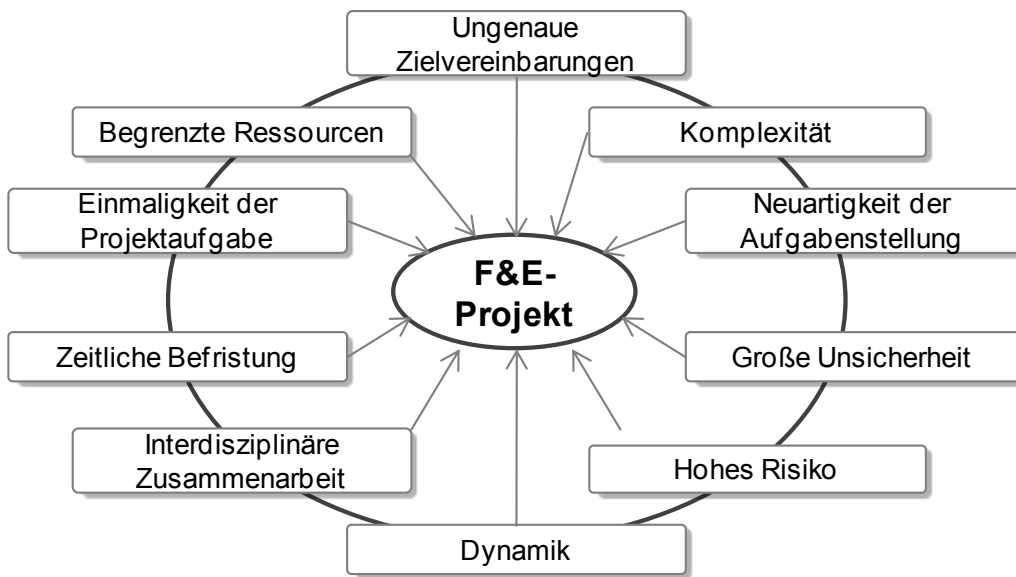 Ungenaue
Zielvereinbarungen
Begrenzte Ressourcen
Komplexität
Einmaligkeit der
Projektaufgabe
Neuartigkeit der
Aufgabenstellung
F&E-
Projekt
Zeitliche Befristung
Große Unsicherheit
Interdisziplinäre
Zusammenarbeit
Hohes Risiko
Dynamik